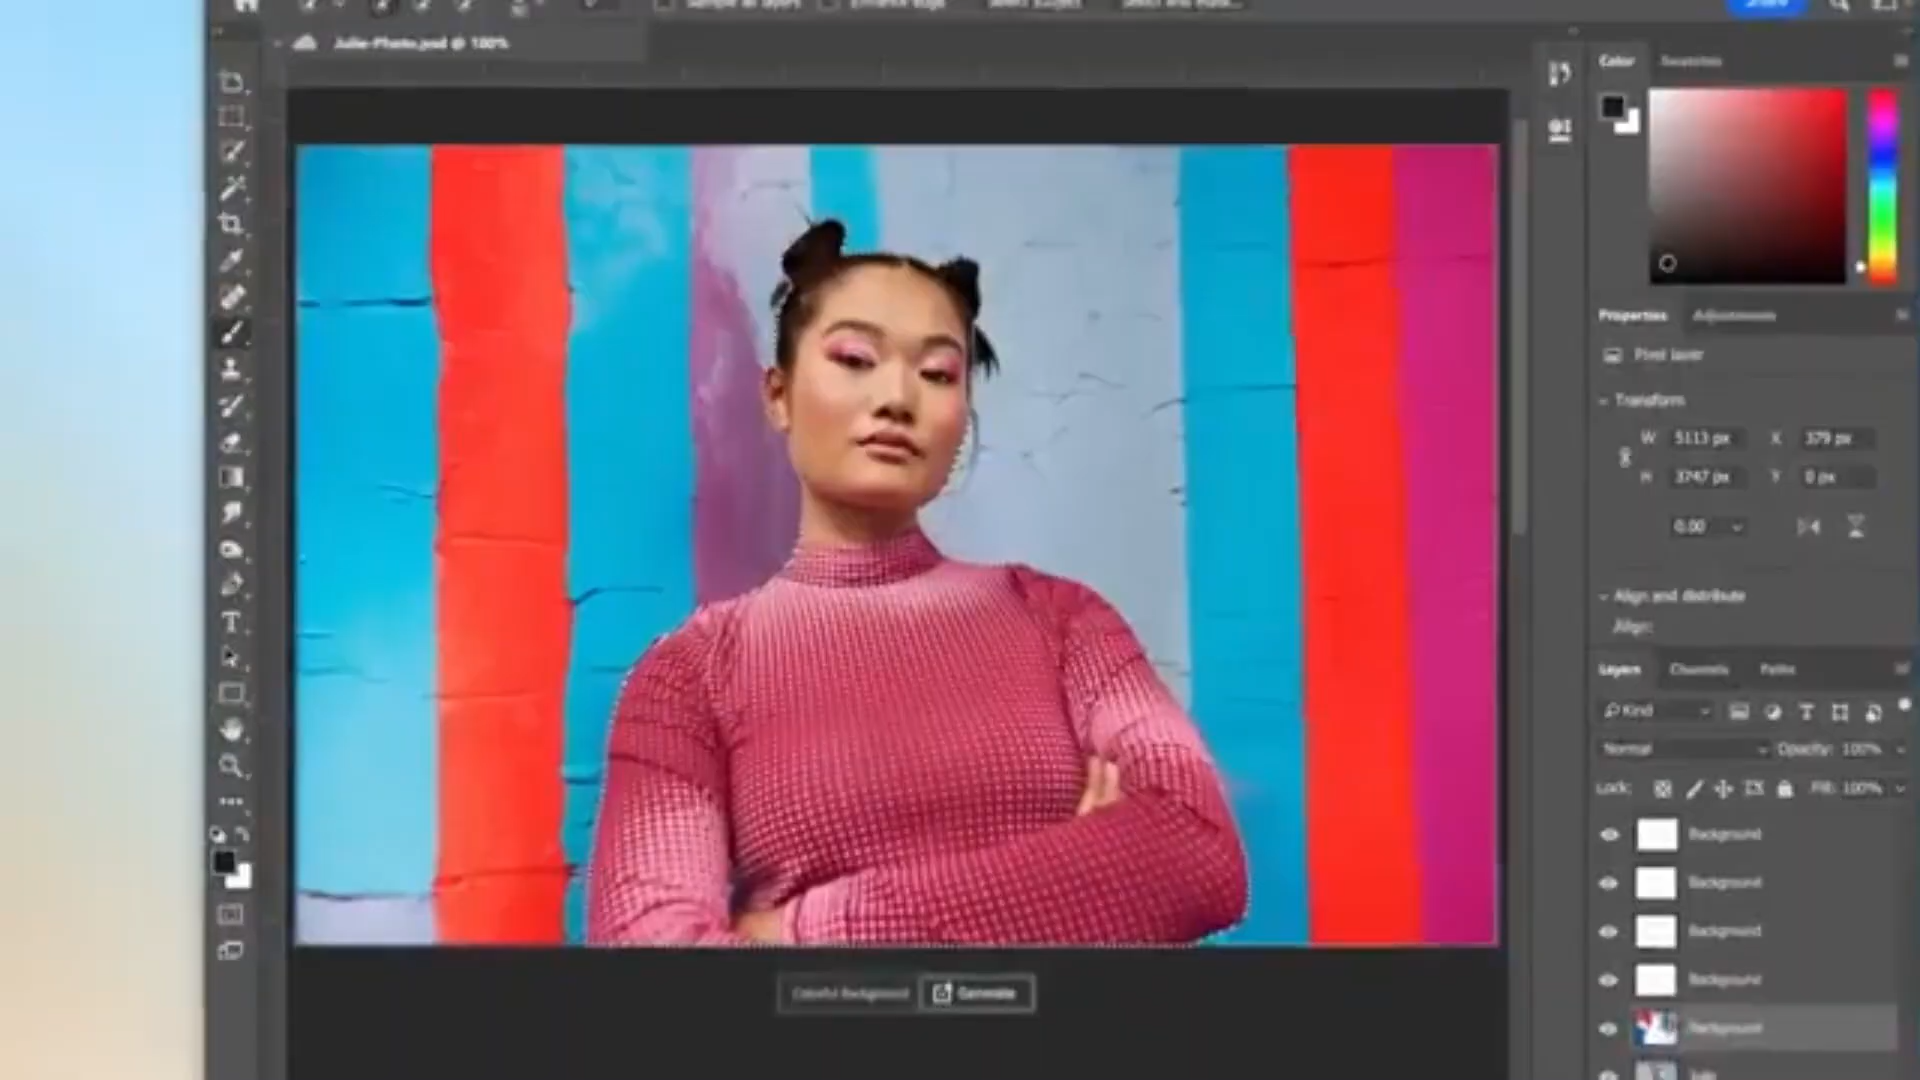 Share
Julie-Photo.psd @ 100%
Color
Swatches
Properties
Adjustments
Pixel layer
Transform
W 5113 px X 379 px
H 3747 px Y 0 px
0.00
Align and distribute
Align:
Layers Channels Paths
Kind
Normal Opacity: 100%
Lock: Fill: 100%
Background
Background
Background
Background
Background
Colorful Background Generate